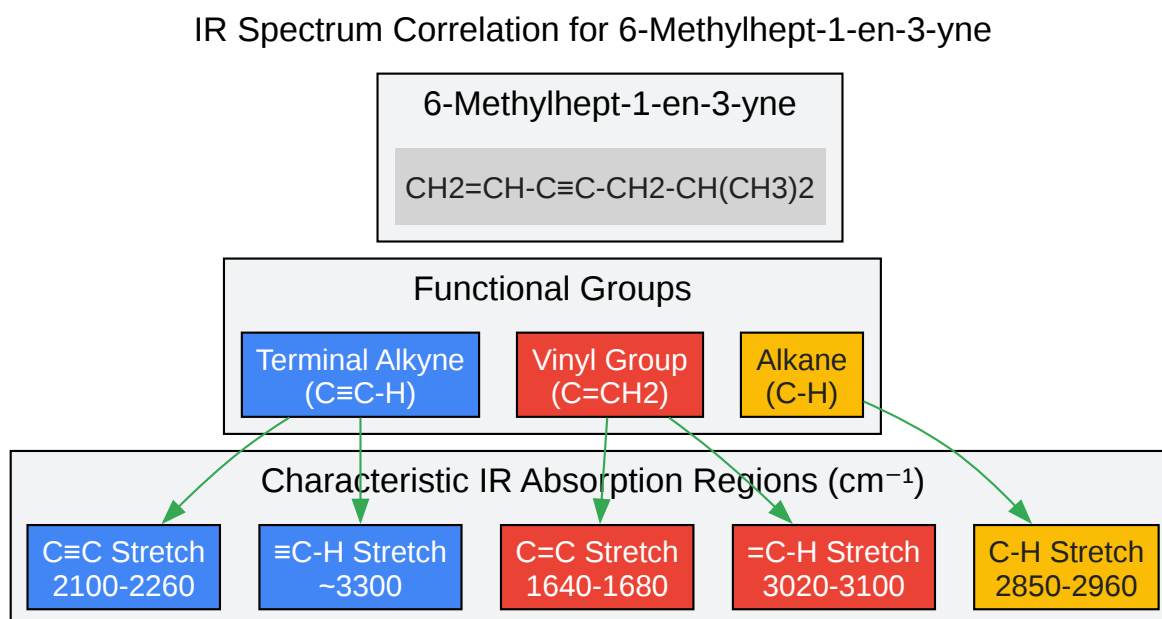 IR Spectrum Correlation for 6-Methylhept-1-en-3-yne
6-Methylhept-1-en-3-yne
CH2=CH-C≡C-CH2-CH(CH3)2
Functional Groups
Terminal Alkyne
(C≡C-H)
Vinyl Group
(C=CH2)
Alkane
(C-H)
Characteristic IR Absorption Regions (cm⁻¹)
C≡C Stretch
2100-2260
≡C-H Stretch
~3300
C=C Stretch
1640-1680
=C-H Stretch
3020-3100
C-H Stretch
2850-2960